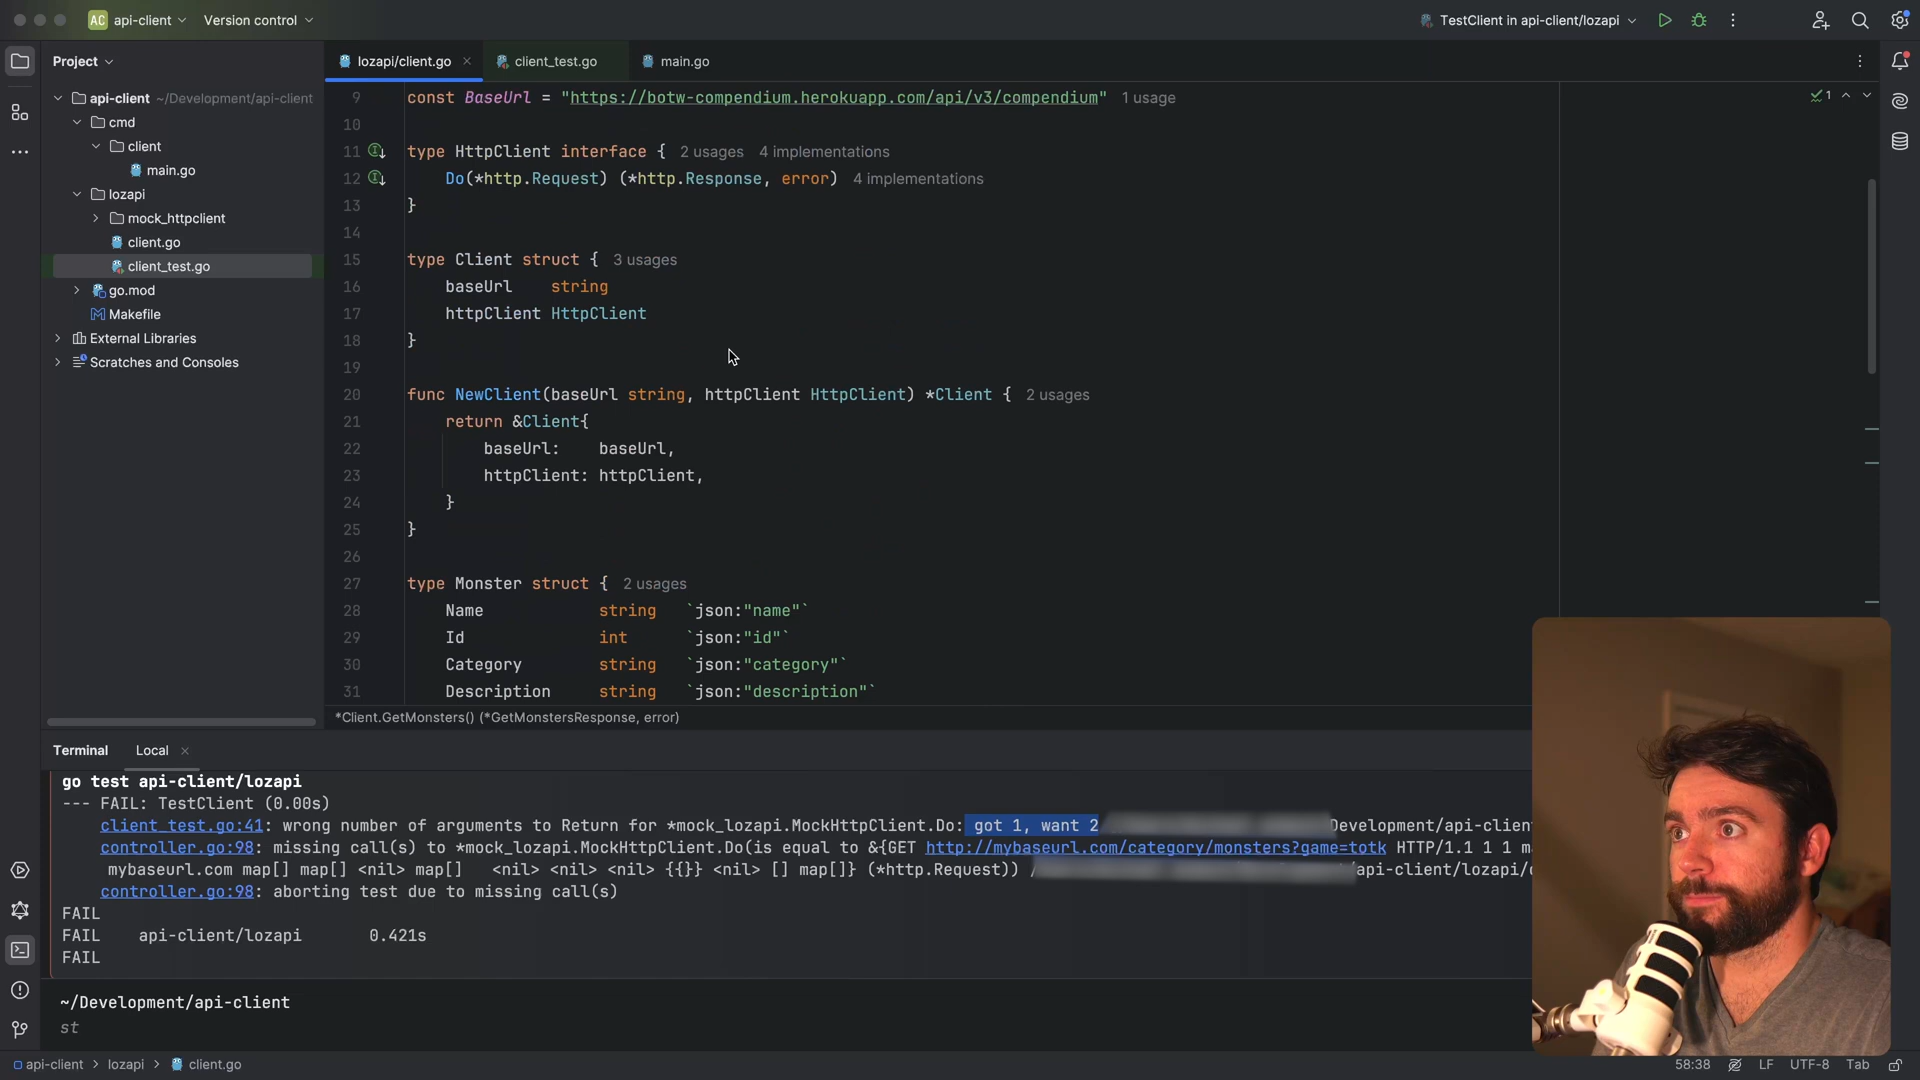 AC api-client Version control
TestClient in api-client/lozapi
Project
lozapi/client.go
client_test.go
main.go
api-client ~/Development/api-client
cmd
client
main.go
lozapi
mock_httpclient
client.go
client_test.go
go.mod
Makefile
External Libraries
Scratches and Consoles
1
9 const BaseUrl = "https://botw-compendium.herokuapp.com/api/v3/compendium" 1 usage
10
11 type HttpClient interface { 2 usages 4 implementations
12 Do(*http.Request) (*http.Response, error) 4 implementations
13 }
14
15 type Client struct { 3 usages
16 baseUrl string
17 httpClient HttpClient
18 }
19
20 func NewClient(baseUrl string, httpClient HttpClient) *Client { 2 usages
21 return &Client{
22 baseUrl: baseUrl,
23 httpClient: httpClient,
24 }
25 }
26
27 type Monster struct { 2 usages
28 Name string `json:"name"`
29 Id int `json:"id"`
30 Category string `json:"category"`
31 Description string `json:"description"`
*Client.GetMonsters() (*GetMonstersResponse, error)
Terminal Local
go test api-client/lozapi
--- FAIL: TestClient (0.00s)
client_test.go:41: wrong number of arguments to Return for *mock_lozapi.MockHttpClient.Do: got 1, want 2 Development/api-clien
controller.go:98: missing call(s) to *mock_lozapi.MockHttpClient.Do(is equal to &{GET http://mybaseurl.com/category/monsters?game=totk HTTP/1.1 1 1 m
mybaseurl.com map[] map[] <nil> map[] <nil> <nil> <nil> {{}} <nil> [] map[]} (*http.Request)) / api-client/lozapi/
controller.go:98: aborting test due to missing call(s)
FAIL
FAIL api-client/lozapi 0.421s
FAIL
~/Development/api-client
st
api-client > lozapi > client.go
58:38 LF UTF-8 Tab